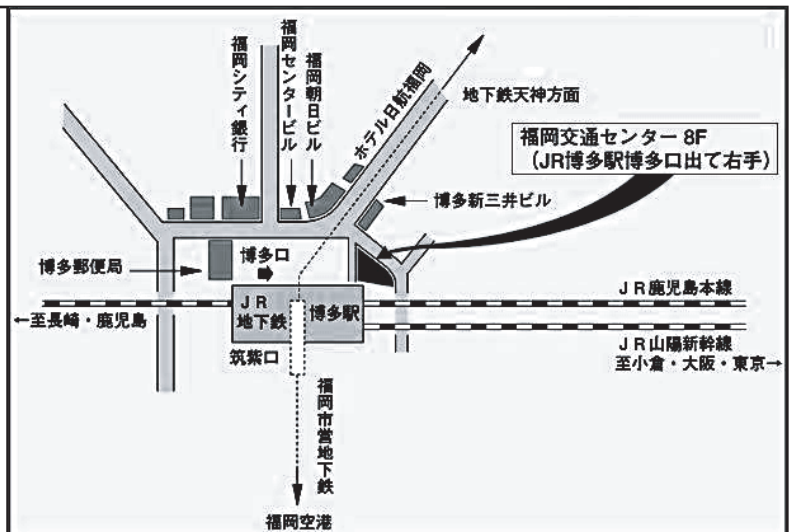 福岡シティ銀行
福岡センタービル
福岡朝日ビル
ホテル日航福岡
地下鉄天神方面
福岡交通センター 8F
(JR博多駅博多口出て右手)
博多新三井ビル
博多郵便局
博多口
JR鹿児島本線
JR
地下鉄
博多駅
←至長崎・鹿児島
JR山陽新幹線
至小倉・大阪・東京→
筑紫口
福岡市営地下鉄
福岡空港